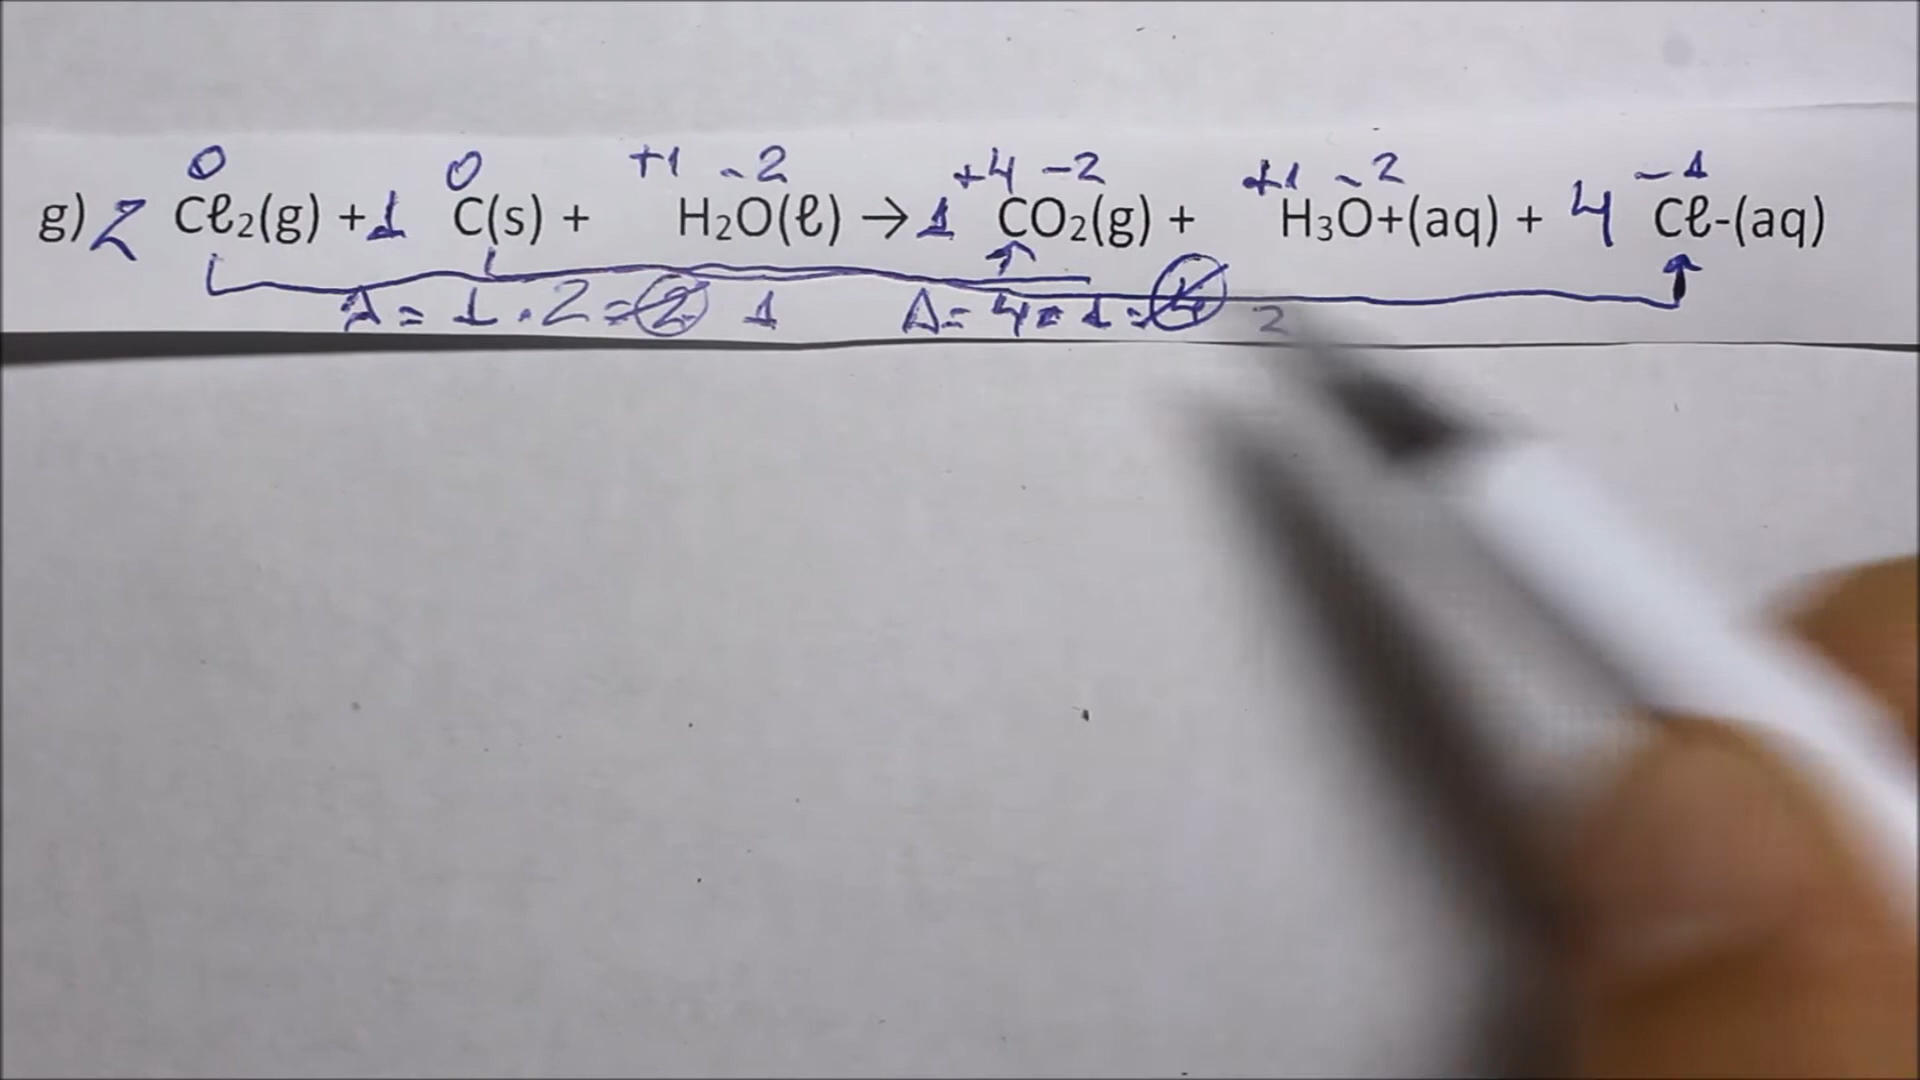 0 0 +1 -2 +4 -2 +1 -2 -1
g) 2 Cℓ2(g) + 1 C(s) + H2O(ℓ) → 1 CO2(g) + H3O+(aq) + 4 Cℓ-(aq)
Δ = 1 · 2 = 2 1 Δ = 4 · 1 = 4 2